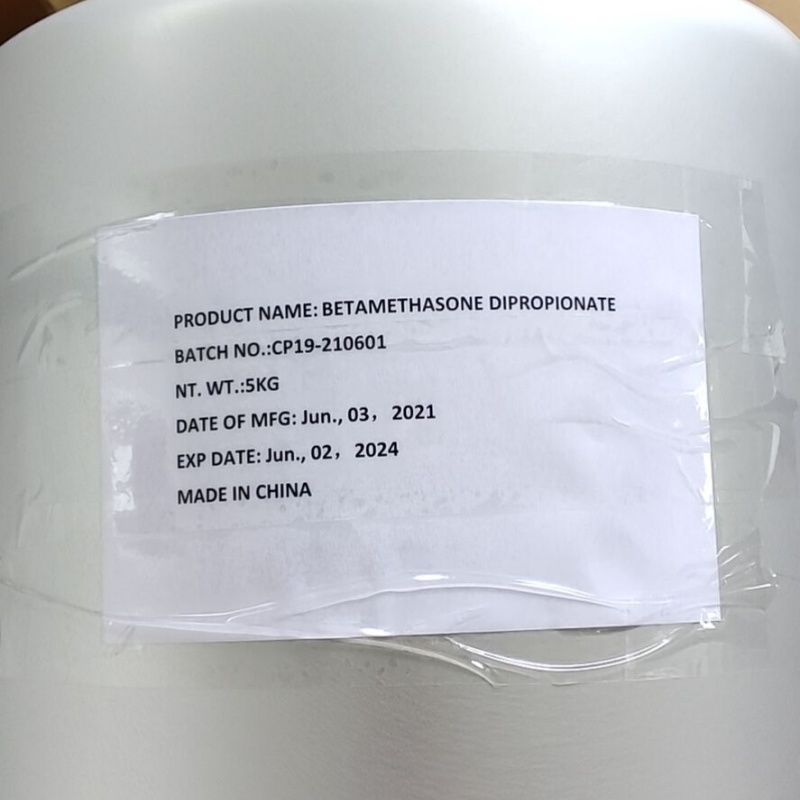 PRODUCT NAME: BETAMETHASONE DIPROPIONATE
BATCH NO.:CP19-210601
NT. WT.:5KG
DATE OF MFG: Jun., 03， 2021
EXP DATE: Jun., 02， 2024
MADE IN CHINA